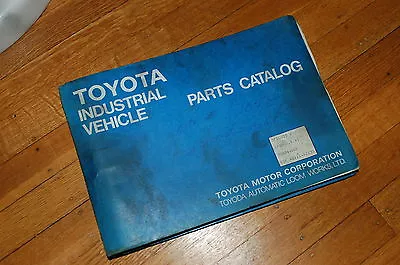 TOYOTA
INDUSTRIAL
VEHICLE
PARTS CATALOG
TOYOTA MOTOR CORPORATION
TOYODA AUTOMATIC LOOM WORKS, LTD.